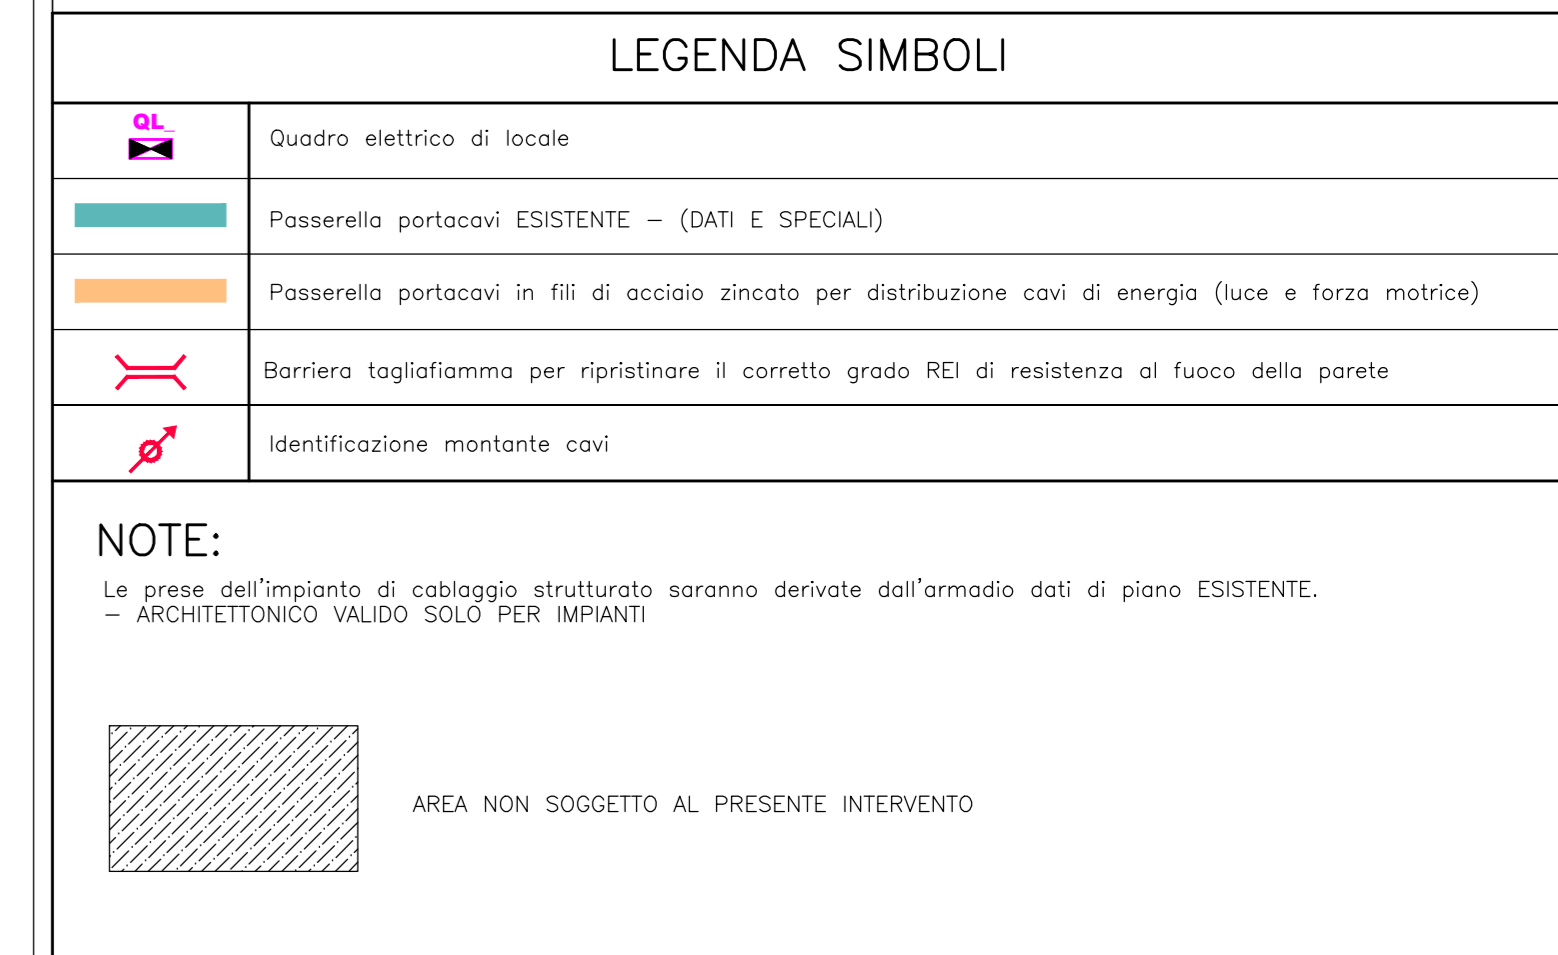 LEGENDA SIMBOLI
QL_
Quadro elettrico di locale
Passerella portacavi ESISTENTE – (DATI E SPECIALI)
Passerella portacavi in fili di acciaio zincato per distribuzione cavi di energia (luce e forza motrice)
Barriera tagliafiamma per ripristinare il corretto grado REI di resistenza al fuoco della parete
Identificazione montante cavi
NOTE:
Le prese dell'impianto di cablaggio strutturato saranno derivate dall'armadio dati di piano ESISTENTE.
– ARCHITETTONICO VALIDO SOLO PER IMPIANTI
AREA NON SOGGETTO AL PRESENTE INTERVENTO